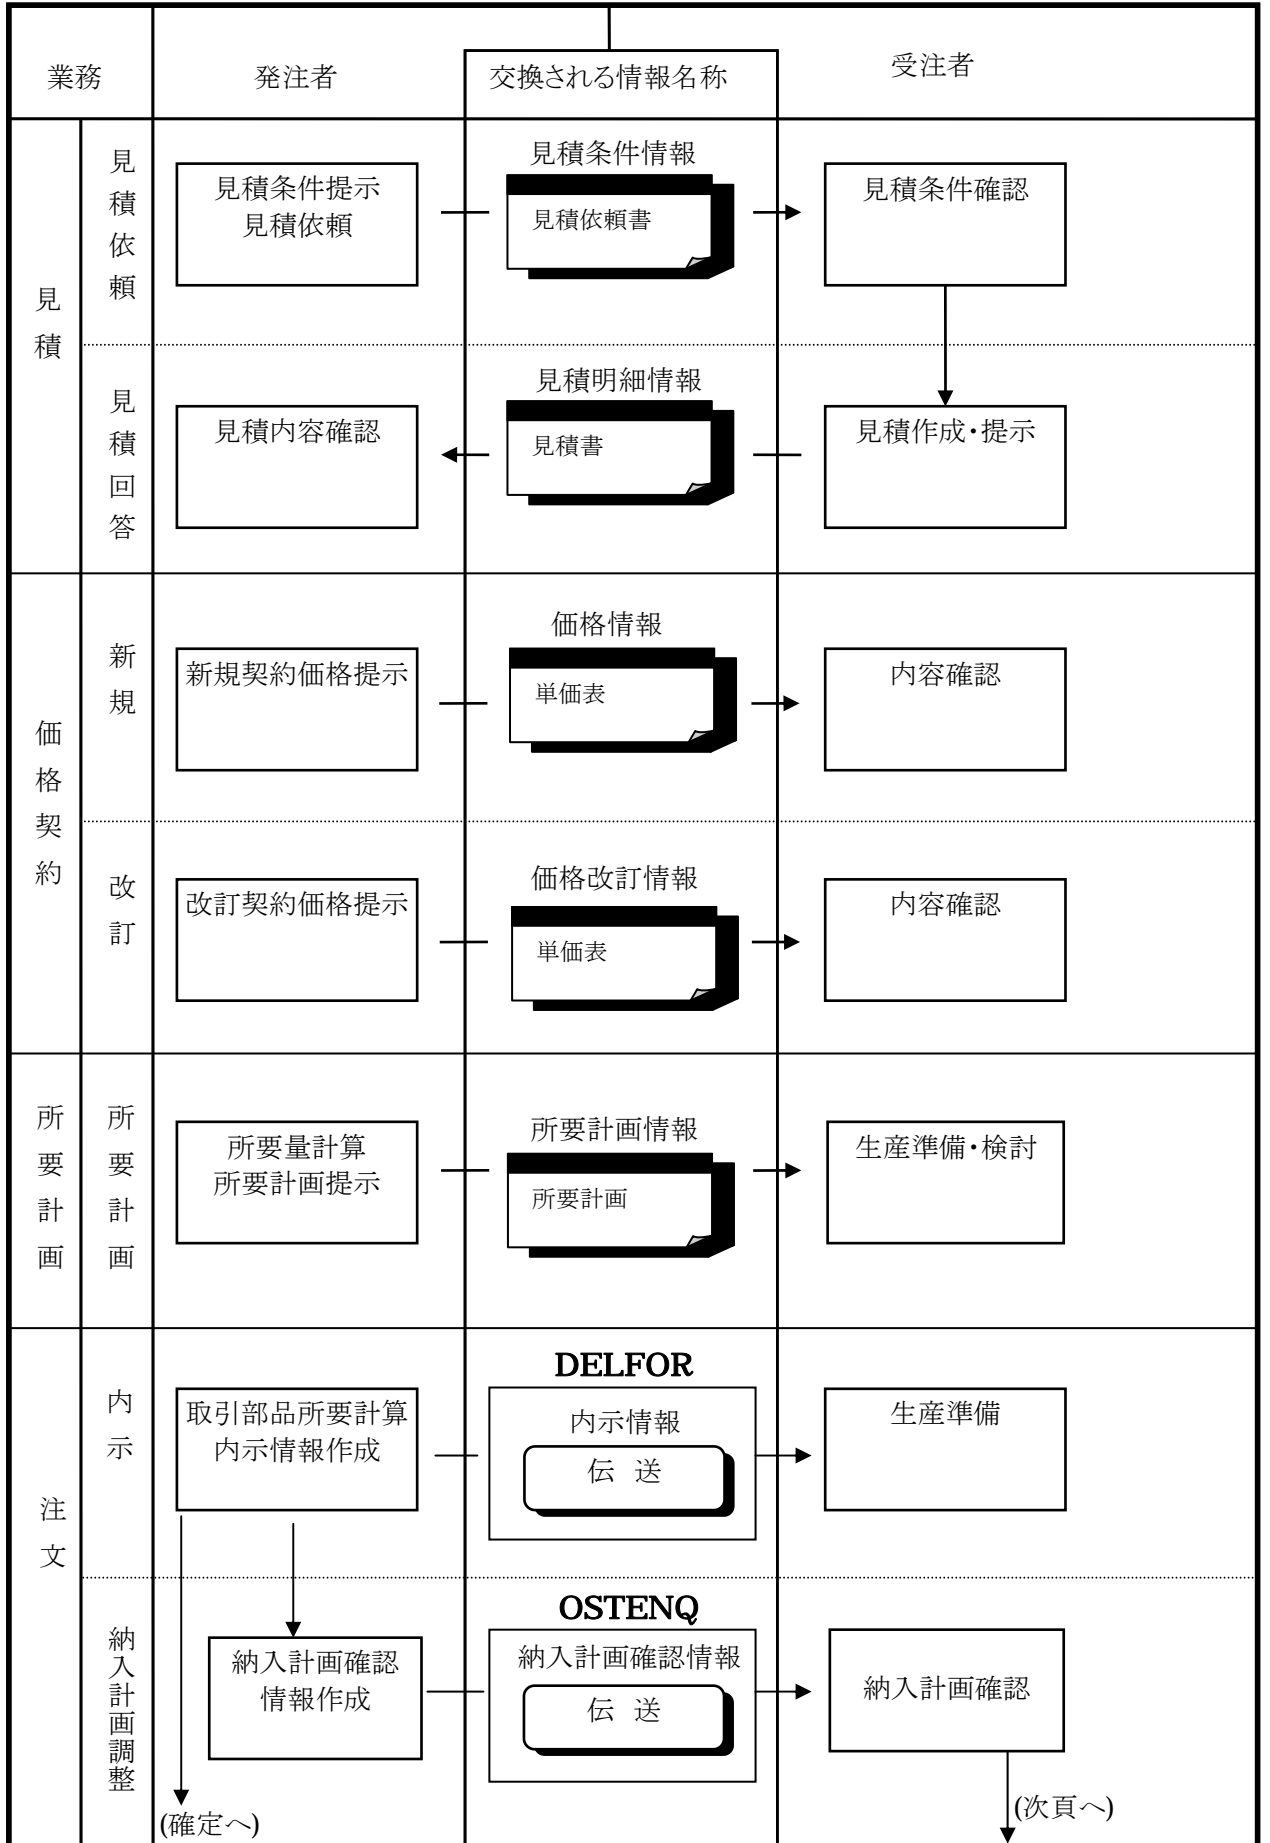 業務
発注者
交換される情報名称
受注者
見積
見積依頼
見積条件提示
見積依頼
見積条件情報
見積依頼書
見積条件確認
見積回答
見積内容確認
見積明細情報
見積書
見積作成・提示
価格契約
新規
新規契約価格提示
価格情報
単価表
内容確認
改訂
改訂契約価格提示
価格改訂情報
単価表
内容確認
所要計画
所要計画
所要量計算
所要計画提示
所要計画情報
所要計画
生産準備・検討
注文
内示
取引部品所要計算
内示情報作成
DELFOR
内示情報
伝 送
生産準備
納入計画調整
納入計画確認
情報作成
OSTENQ
納入計画確認情報
伝 送
納入計画確認
(確定へ)
(次頁へ)